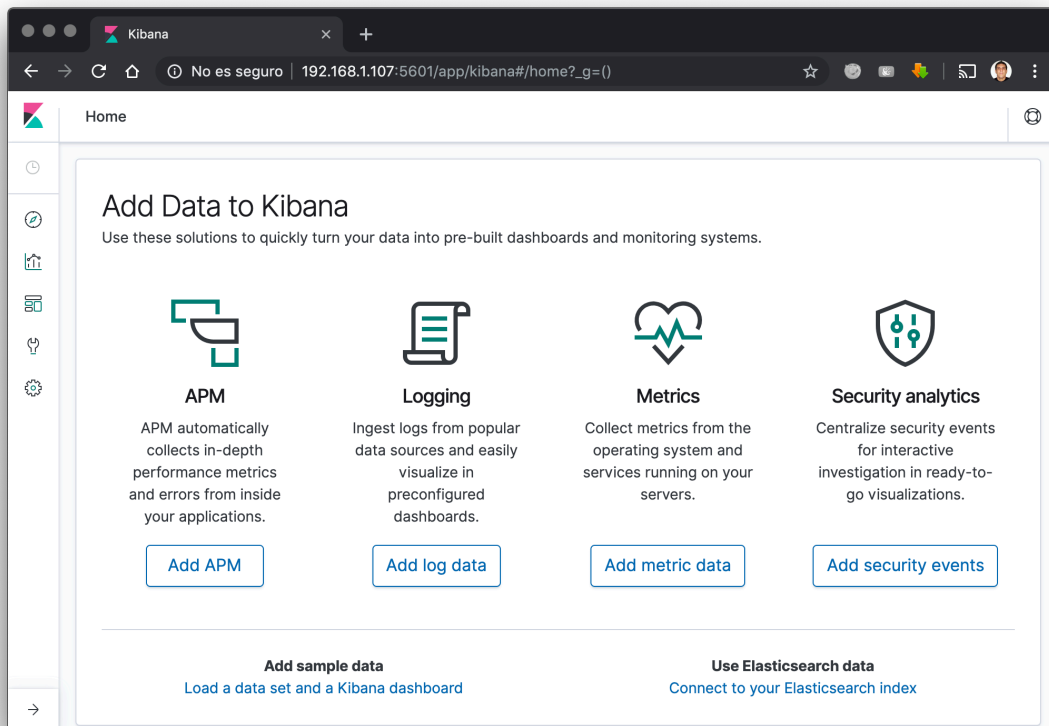 Kibana
No es seguro | 192.168.1.107:5601/app/kibana#/home?_g=()
Home
Add Data to Kibana
Use these solutions to quickly turn your data into pre-built dashboards and monitoring systems.
APM
APM automatically
collects in-depth
performance metrics
and errors from inside
your applications.
Add APM
Logging
Ingest logs from popular
data sources and easily
visualize in
preconfigured
dashboards.
Add log data
Metrics
Collect metrics from the
operating system and
services running on your
servers.
Add metric data
Security analytics
Centralize security events
for interactive
investigation in ready-to-
go visualizations.
Add security events
Add sample data
Load a data set and a Kibana dashboard
Use Elasticsearch data
Connect to your Elasticsearch index